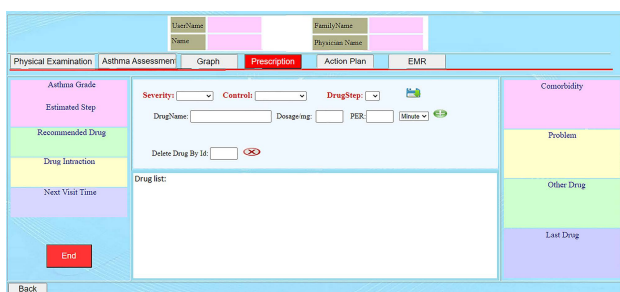 UserName FamilyName
Name Physician Name
Physical Examination Asthma Assessmen Graph Prescription Action Plan EMR
Asthma Grade
Estimated Step
Recommended Drug
Drug Intraction
Next Visit Time
End
Severity: Control: DrugStep:
DrugName: Dosage/mg: PER: Minute
Delete Drug By Id:
Drug list:
Comorbidity
Problem
Other Drug
Last Drug
Back